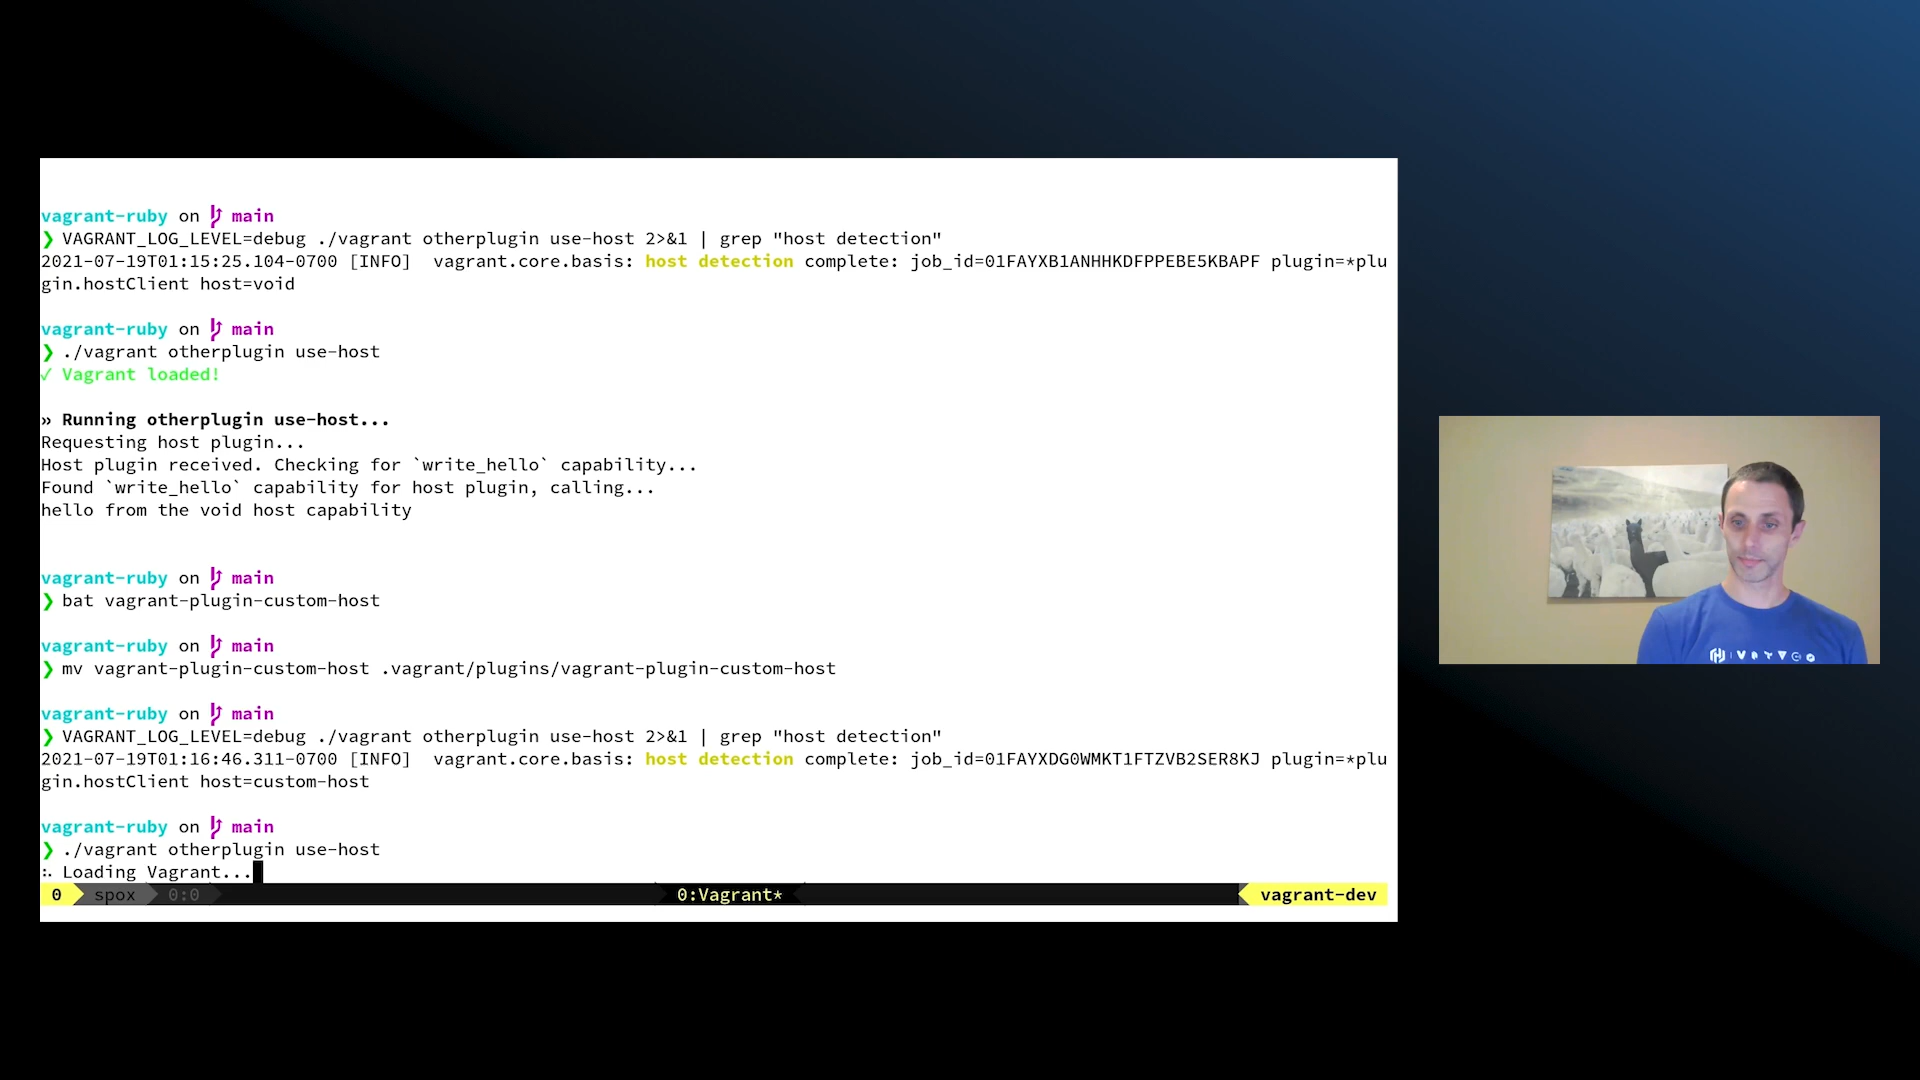 vagrant-ruby on main
❯ VAGRANT_LOG_LEVEL=debug ./vagrant otherplugin use-host 2>&1 | grep "host detection"
2021-07-19T01:15:25.104-0700 [INFO]  vagrant.core.basis: host detection complete: job_id=01FAYXB1ANHHKDFPPEBE5KBAPF plugin=*plu
gin.hostClient host=void
vagrant-ruby on main
❯ ./vagrant otherplugin use-host
✓ Vagrant loaded!
» Running otherplugin use-host...
Requesting host plugin...
Host plugin received. Checking for `write_hello` capability...
Found `write_hello` capability for host plugin, calling...
hello from the void host capability
vagrant-ruby on main
❯ bat vagrant-plugin-custom-host
vagrant-ruby on main
❯ mv vagrant-plugin-custom-host .vagrant/plugins/vagrant-plugin-custom-host
vagrant-ruby on main
❯ VAGRANT_LOG_LEVEL=debug ./vagrant otherplugin use-host 2>&1 | grep "host detection"
2021-07-19T01:16:46.311-0700 [INFO]  vagrant.core.basis: host detection complete: job_id=01FAYXDG0WMKT1FTZVB2SER8KJ plugin=*plu
gin.hostClient host=custom-host
vagrant-ruby on main
❯ ./vagrant otherplugin use-host
Loading Vagrant...
0 spox 0:0 0:Vagrant* vagrant-dev